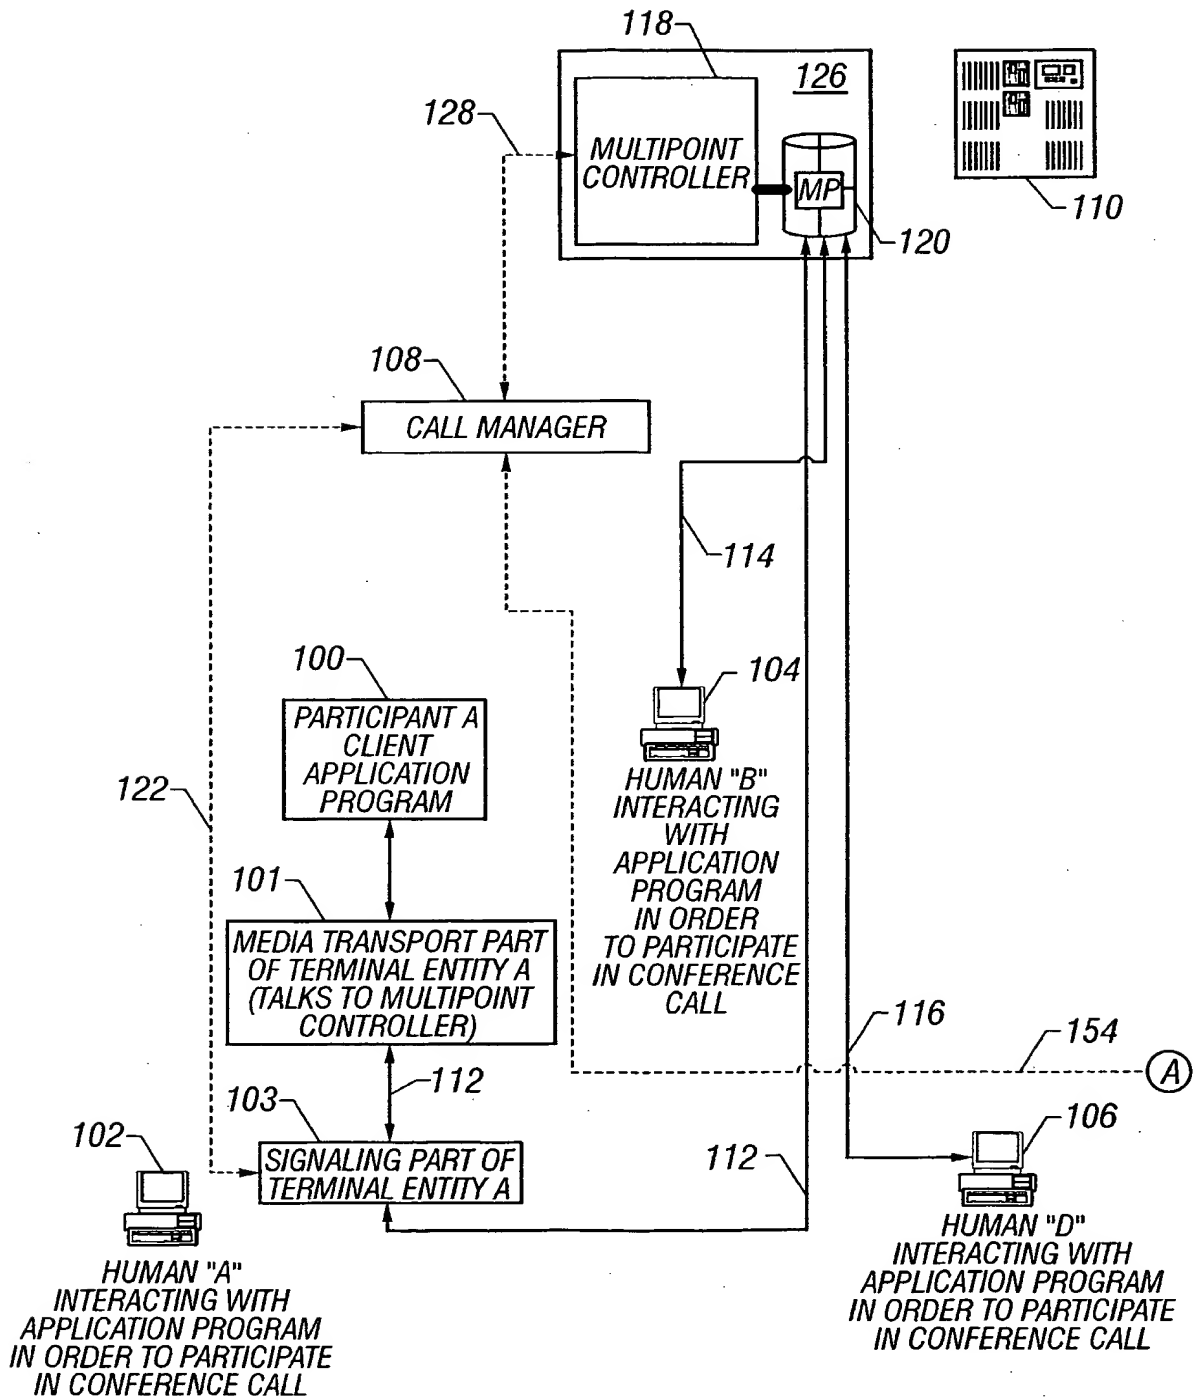 118
126
128
MULTIPOINT
CONTROLLER
MP
110
120
108
CALL MANAGER
114
100
104
PARTICIPANT A
CLIENT
APPLICATION
PROGRAM
HUMAN "B"
INTERACTING
WITH
APPLICATION
PROGRAM
IN ORDER
TO PARTICIPATE
IN CONFERENCE
CALL
122
101
MEDIA TRANSPORT PART
OF TERMINAL ENTITY A
(TALKS TO MULTIPOINT
CONTROLLER)
116
154
A
112
103
102
106
SIGNALING PART OF
TERMINAL ENTITY A
112
HUMAN "D"
INTERACTING WITH
APPLICATION PROGRAM
IN ORDER TO PARTICIPATE
IN CONFERENCE CALL
HUMAN "A"
INTERACTING WITH
APPLICATION PROGRAM
IN ORDER TO PARTICIPATE
IN CONFERENCE CALL